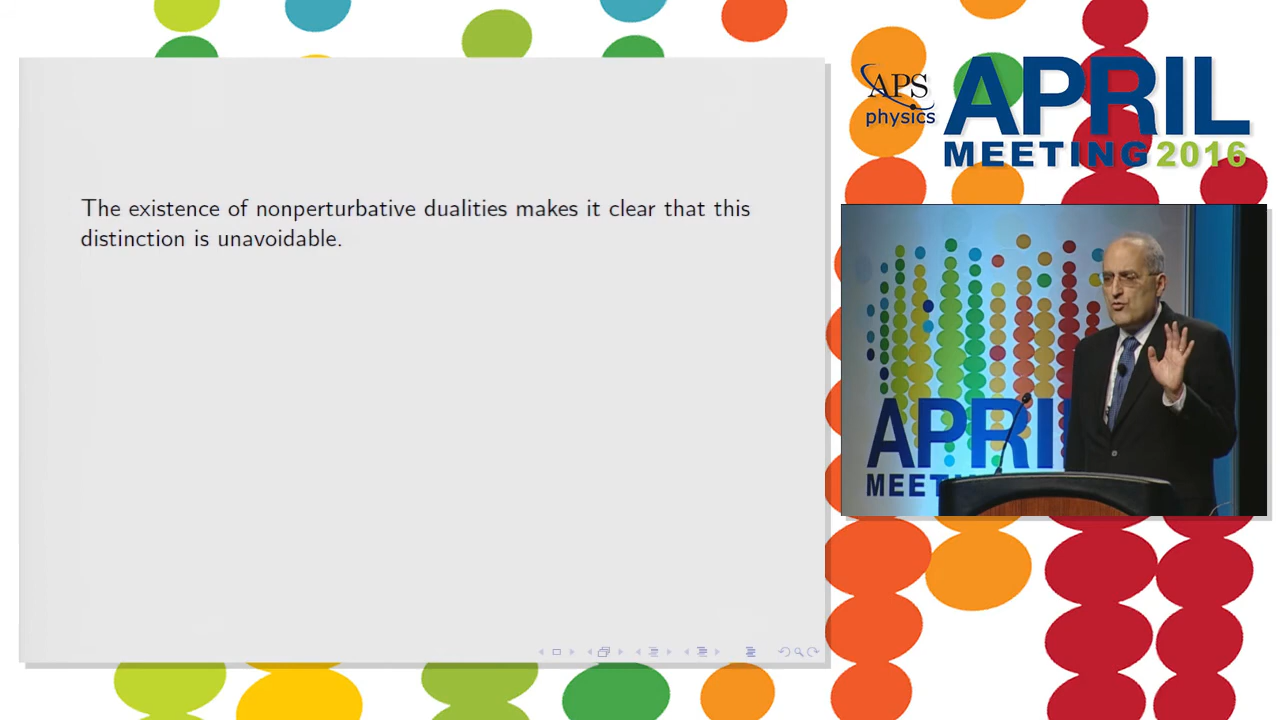 The existence of nonperturbative dualities makes it clear that this
distinction is unavoidable.
APS
physics
APRIL
MEETING 2016
APRIL
MEET